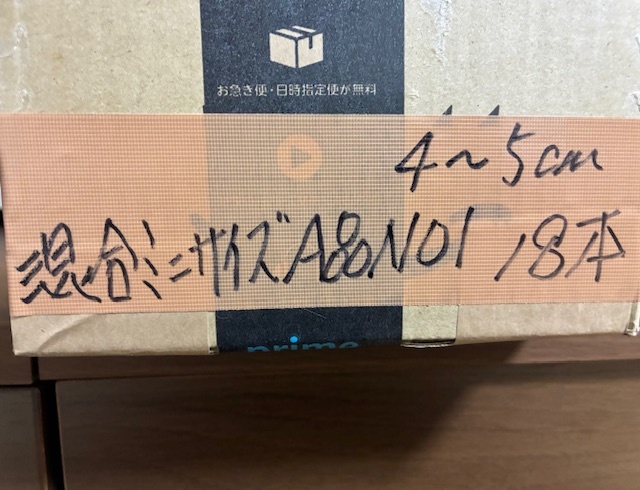 お急ぎ便・日時指定便が無料
4~5cm
混合ミニサイズA80N01 18本
prime